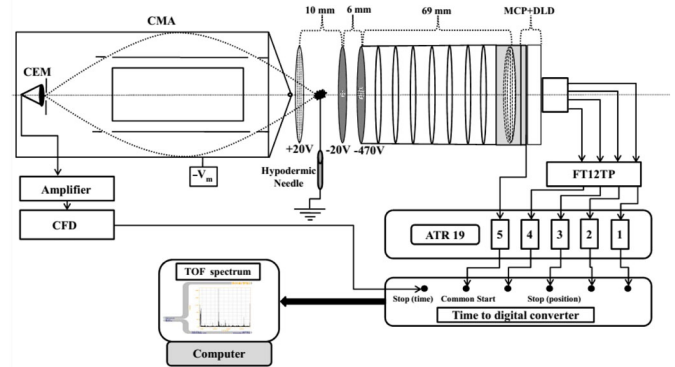 10 mm 6 mm 69 mm MCP+DLD
CMA
CEM
+20V -20V -470V
–Vm
Hypodermic
Needle
Amplifier
CFD
FT12TP
ATR 19 5 4 3 2 1
TOF spectrum
Stop (time) Common Start Stop (position)
Time to digital converter
Computer